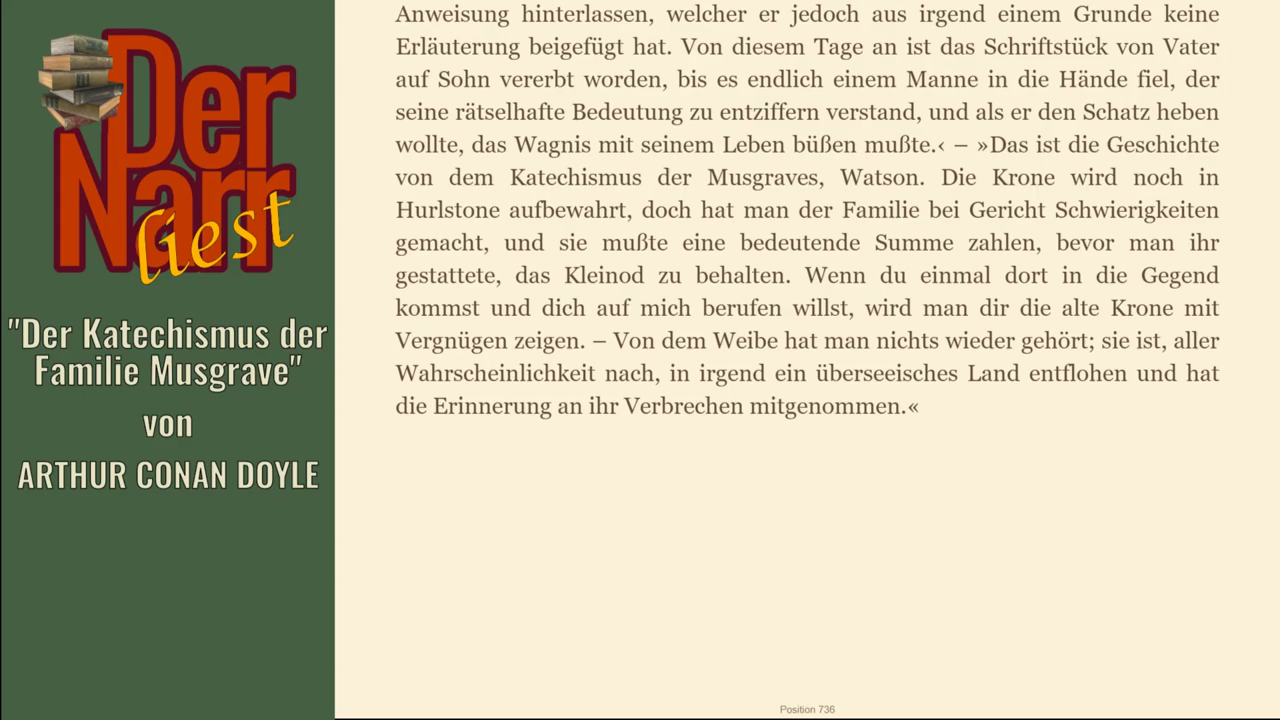 Der
Narr
liest
"Der Katechismus der
Familie Musgrave"
von
ARTHUR CONAN DOYLE
Anweisung hinterlassen, welcher er jedoch aus irgend einem Grunde keine
Erläuterung beigefügt hat. Von diesem Tage an ist das Schriftstück von Vater
auf Sohn vererbt worden, bis es endlich einem Manne in die Hände fiel, der
seine rätselhafte Bedeutung zu entziffern verstand, und als er den Schatz heben
wollte, das Wagnis mit seinem Leben büßen mußte.‹ – »Das ist die Geschichte
von dem Katechismus der Musgraves, Watson. Die Krone wird noch in
Hurlstone aufbewahrt, doch hat man der Familie bei Gericht Schwierigkeiten
gemacht, und sie mußte eine bedeutende Summe zahlen, bevor man ihr
gestattete, das Kleinod zu behalten. Wenn du einmal dort in die Gegend
kommst und dich auf mich berufen willst, wird man dir die alte Krone mit
Vergnügen zeigen. – Von dem Weibe hat man nichts wieder gehört; sie ist, aller
Wahrscheinlichkeit nach, in irgend ein überseeisches Land entflohen und hat
die Erinnerung an ihr Verbrechen mitgenommen.«
Position 736